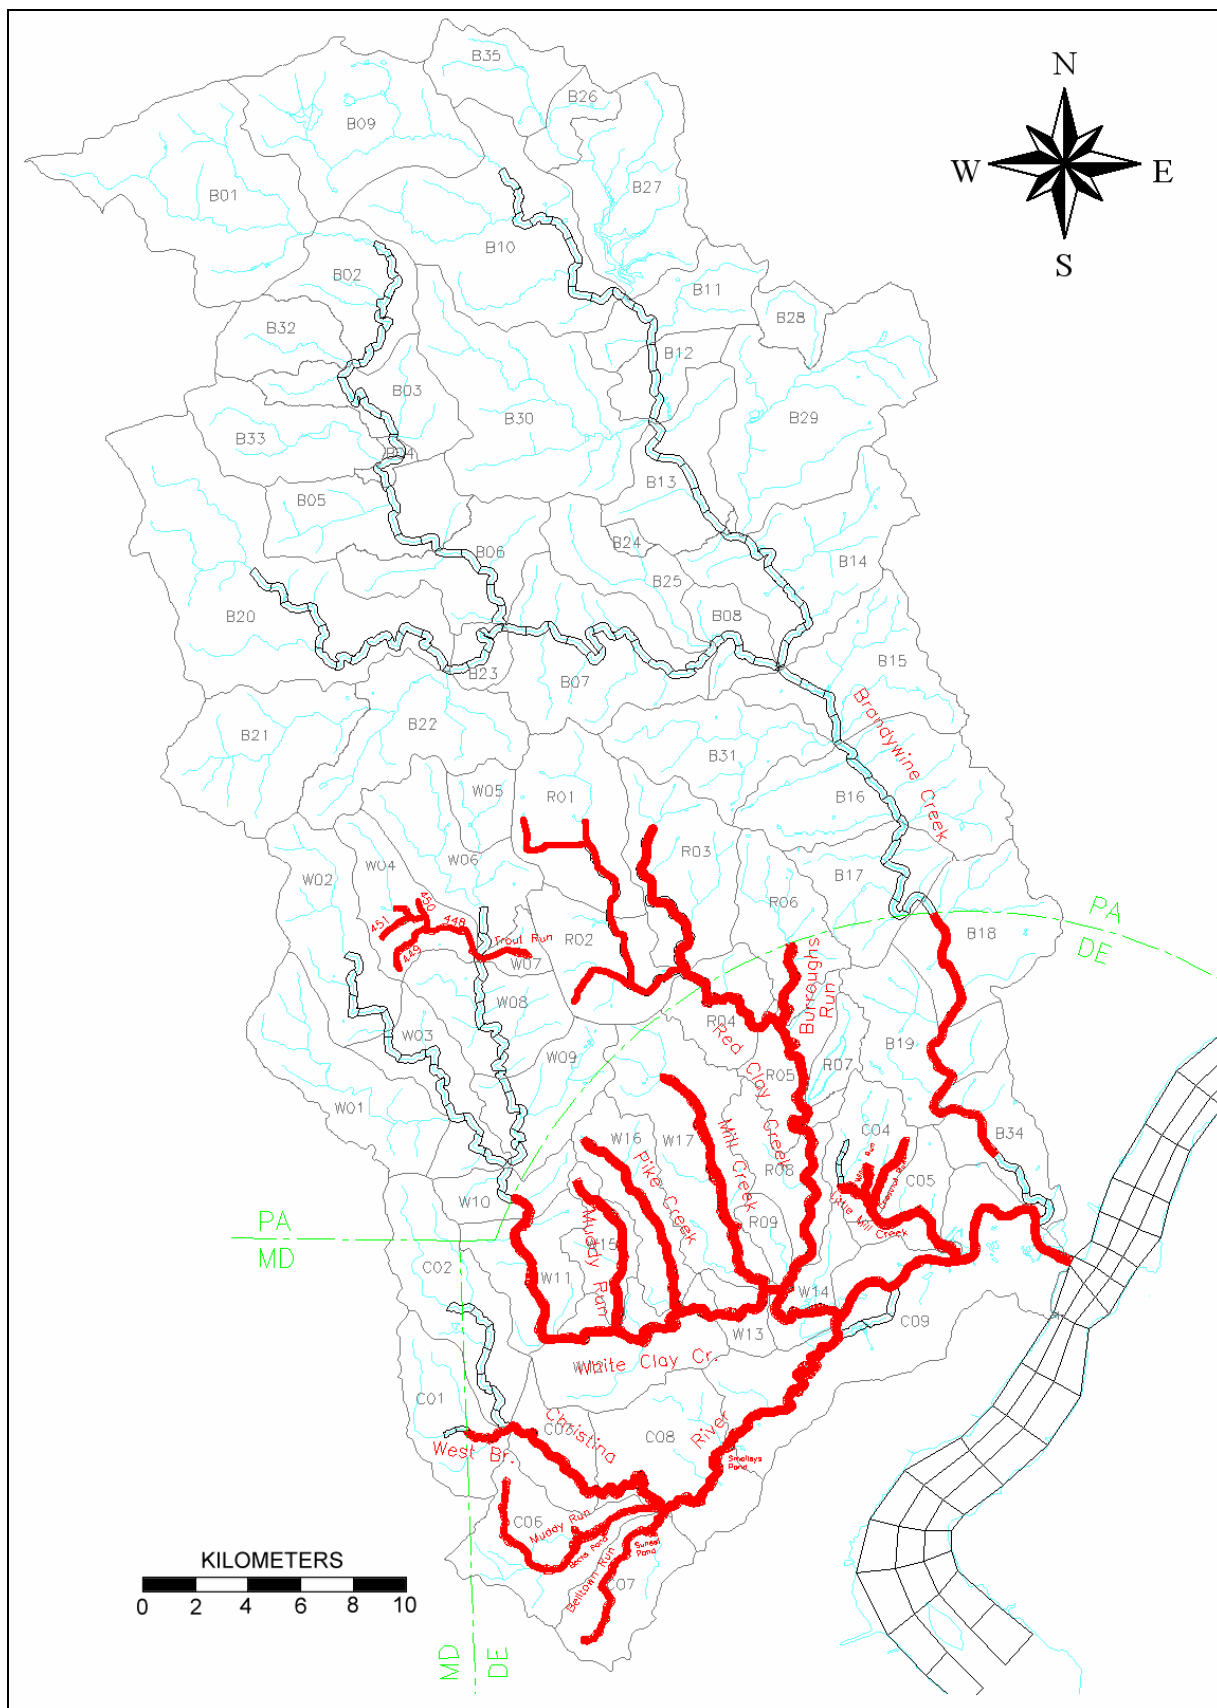 B35
N
B26
B09
W
E
B27
B01
B10
S
B02
B11
B28
B32
B12
B03
B30
B29
B33
B04
B13
B05
B24
B06
B14
B25
B20
B08
B23
B15
B07
Brandywine Creek
B22
B21
B31
W05
R01
B16
R03
W04
W06
W02
B17
450
451
448
449
R06
PA
DE
B18
Trout Run
R02
W07
Burroughs
Run
W08
R04
W03
Red Clay Creek
B19
W09
R05
R07
W01
C04
B34
W16
W17
Mill Creek
R08
C05
Pike Creek
W10
Little Mill Creek
R09
PA
MD
Muddy Run
W15
C02
W11
W14
C09
W13
W12
White Clay Cr.
C01
Christina
River
C08
West Br.
Smalleys
Pond
C06
Muddy Run
Sunset
Pond
Belltown Run
C07
KILOMETERS
0 2 4 6 8 10
MD
DE